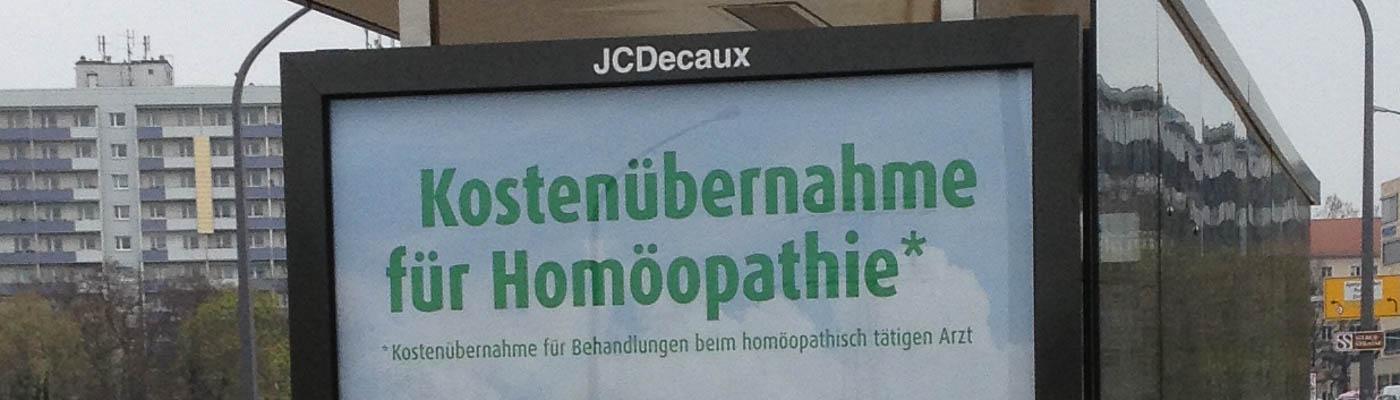 JCDecaux
Kostenübernahme
für Homöopathie*
*Kostenübernahme für Behandlungen beim homöopathisch tätigen Arzt